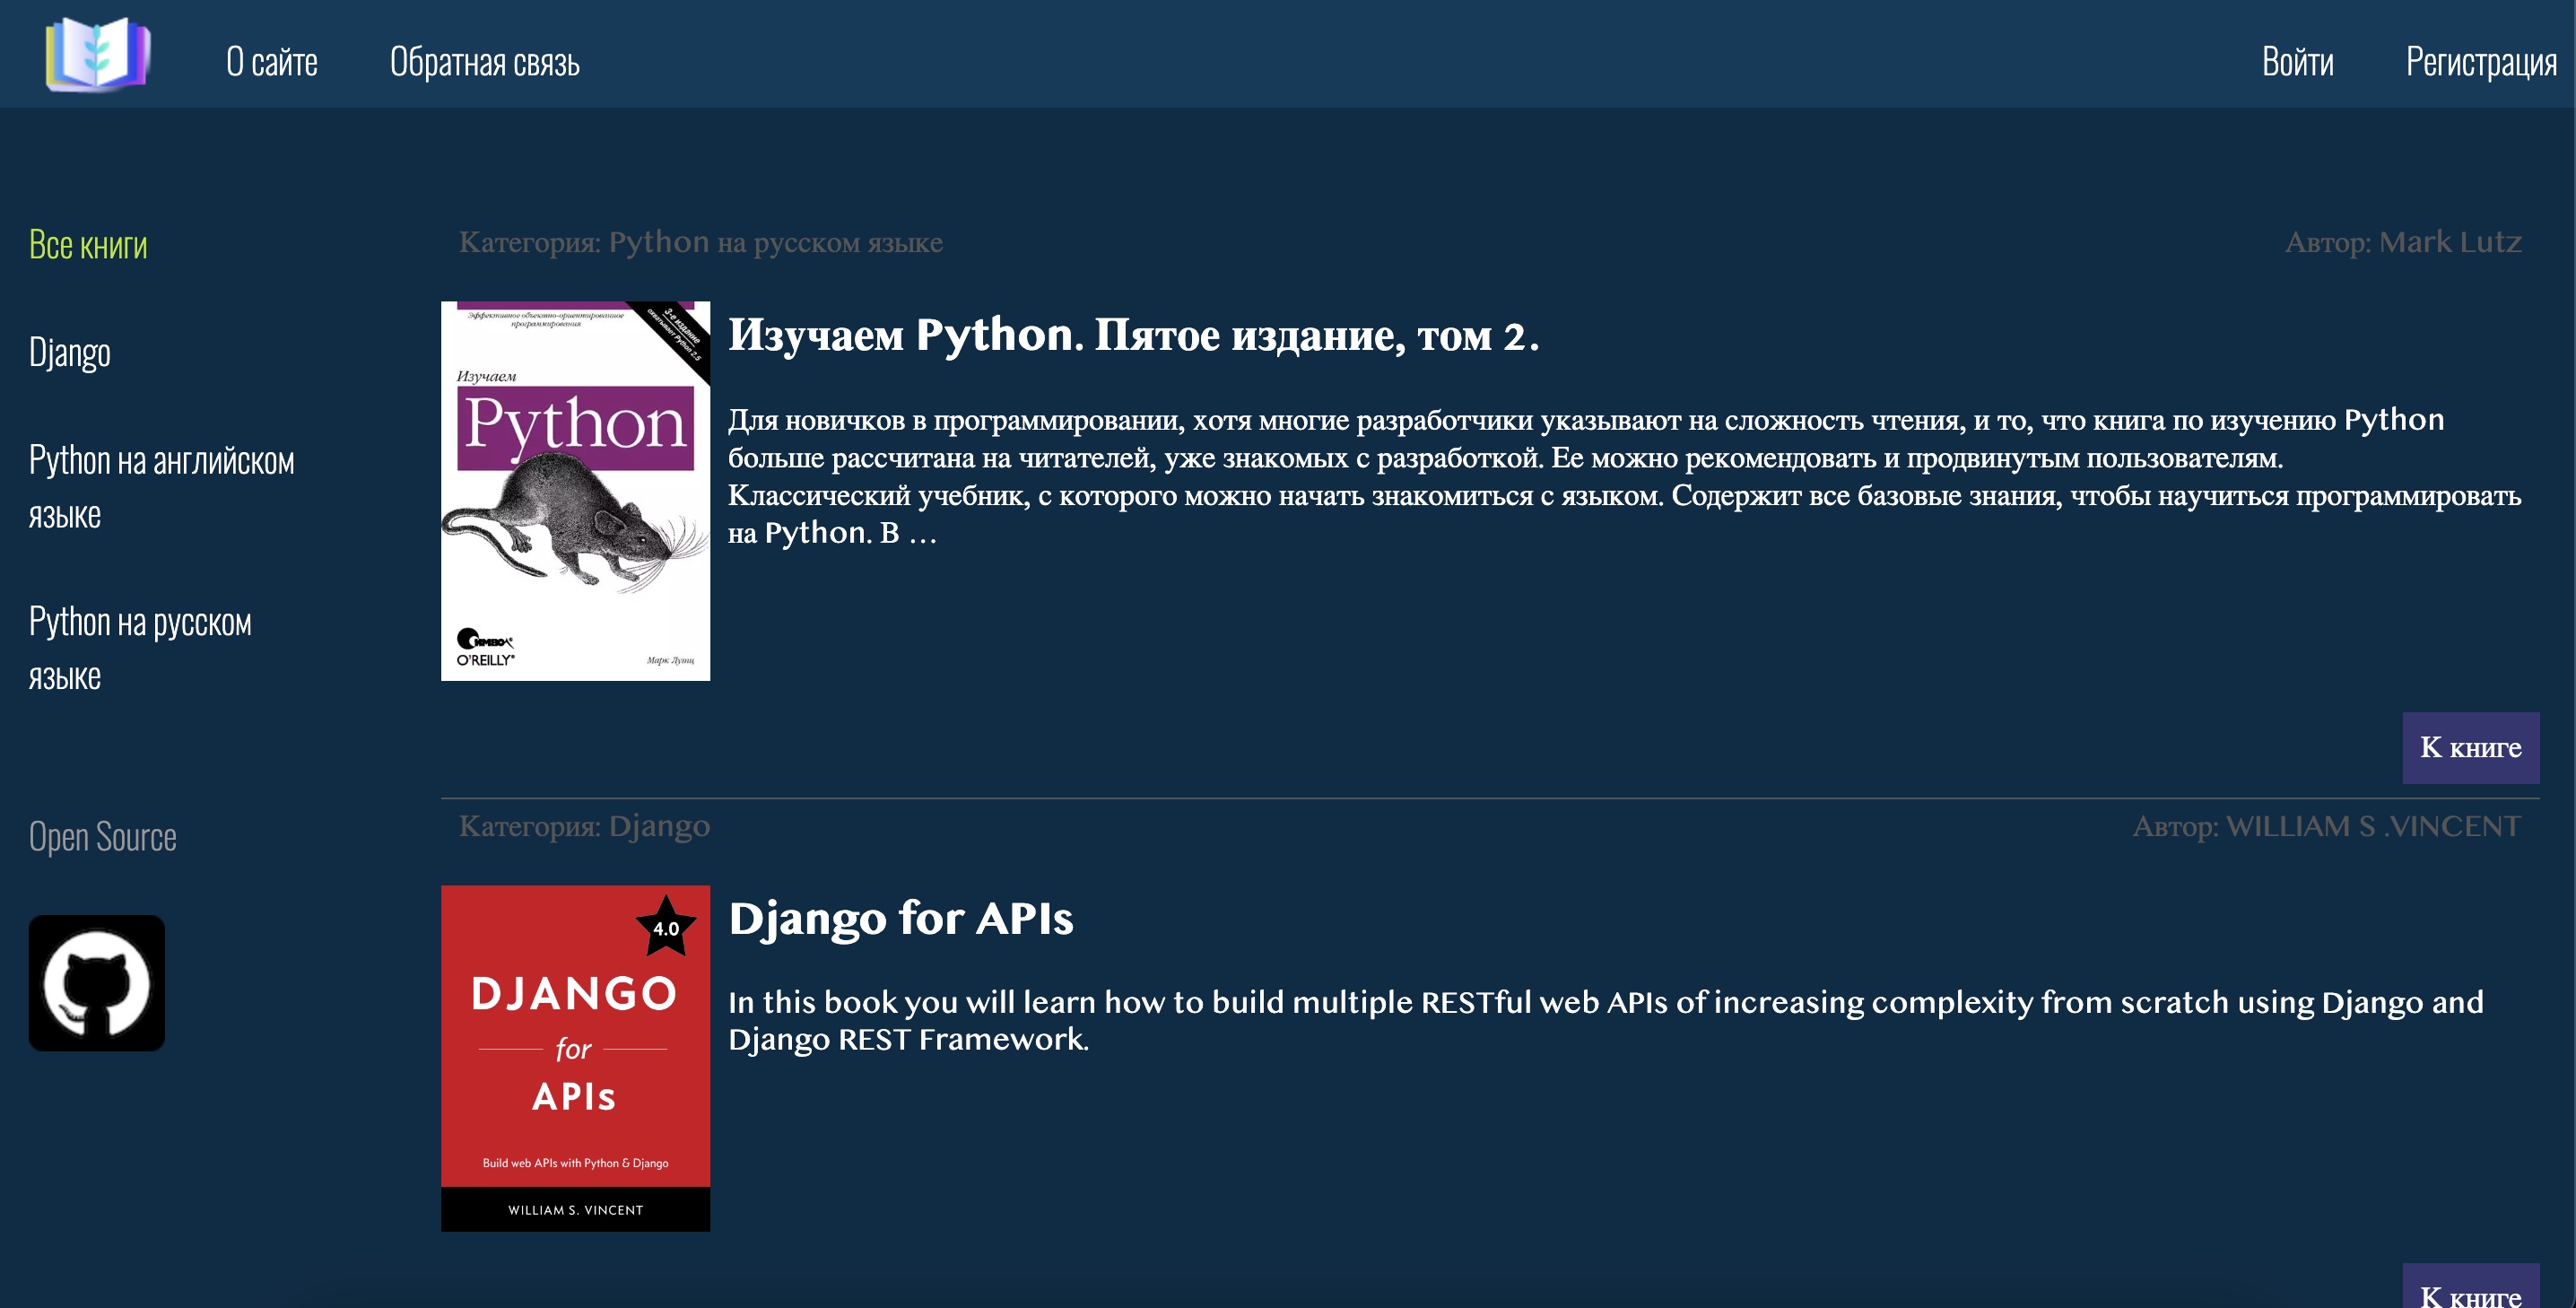 О сайте
Обратная связь
Войти
Регистрация
Все книги
Django
Python на английском
языке
Python на русском
языке
Open Source
Категория: Python на русском языке
Автор: Mark Lutz
Эффективное объектно-ориентированное
программирование
3-е издание
охватывает Python 2.5
Изучаем
Python
СИМВОЛ®
O'REILLY®
Марк Лутц
Изучаем Python. Пятое издание, том 2.
Для новичков в программировании, хотя многие разработчики указывают на сложность чтения, и то, что книга по изучению Python
больше рассчитана на читателей, уже знакомых с разработкой. Ее можно рекомендовать и продвинутым пользователям.
Классический учебник, с которого можно начать знакомиться с языком. Содержит все базовые знания, чтобы научиться программировать
на Python. В …
К книге
Категория: Django
Автор: WILLIAM S .VINCENT
4.0
DJANGO
for
APIs
Build web APIs with Python & Django
WILLIAM S. VINCENT
Django for APIs
In this book you will learn how to build multiple RESTful web APIs of increasing complexity from scratch using Django and
Django REST Framework.
К книге